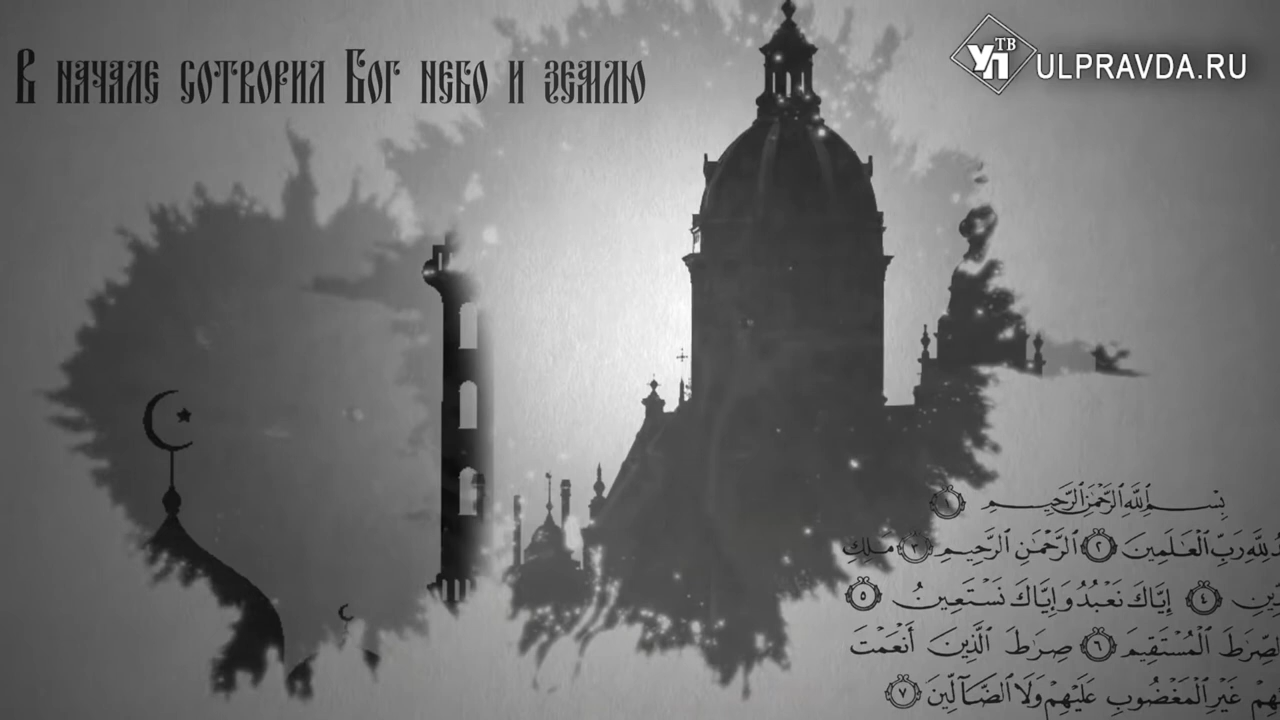 В начале сотворил Бог небо и землю
УП ТВ
ULPRAVDA.RU
بِسْمِ ٱللَّهِ ٱلرَّحْمَٰنِ ٱلرَّحِيمِ ١
لِلَّهِ رَبِّ ٱلْعَٰلَمِينَ ٢ ٱلرَّحْمَٰنِ ٱلرَّحِيمِ ٣ مَٰلِكِ
٤ إِيَّاكَ نَعْبُدُ وَإِيَّاكَ نَسْتَعِينُ ٥
ٱلصِّرَٰطَ ٱلْمُسْتَقِيمَ ٦ صِرَٰطَ ٱلَّذِينَ أَنْعَمْتَ
غَيْرِ ٱلْمَغْضُوبِ عَلَيْهِمْ وَلَا ٱلضَّآلِّينَ ٧